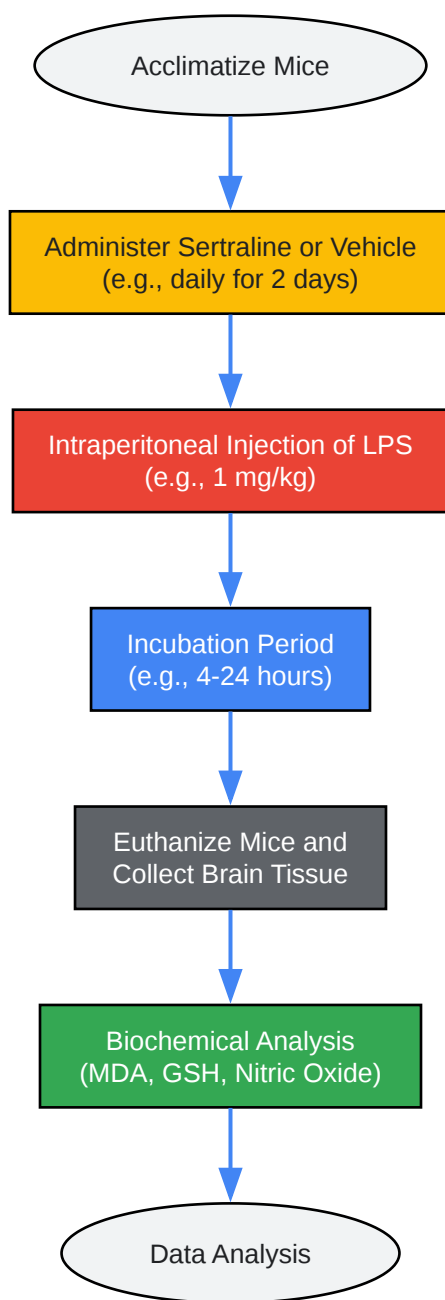 Acclimatize Mice
Administer Sertraline or Vehicle
(e.g., daily for 2 days)
Intraperitoneal Injection of LPS
(e.g., 1 mg/kg)
Incubation Period
(e.g., 4-24 hours)
Euthanize Mice and
Collect Brain Tissue
Biochemical Analysis
(MDA, GSH, Nitric Oxide)
Data Analysis